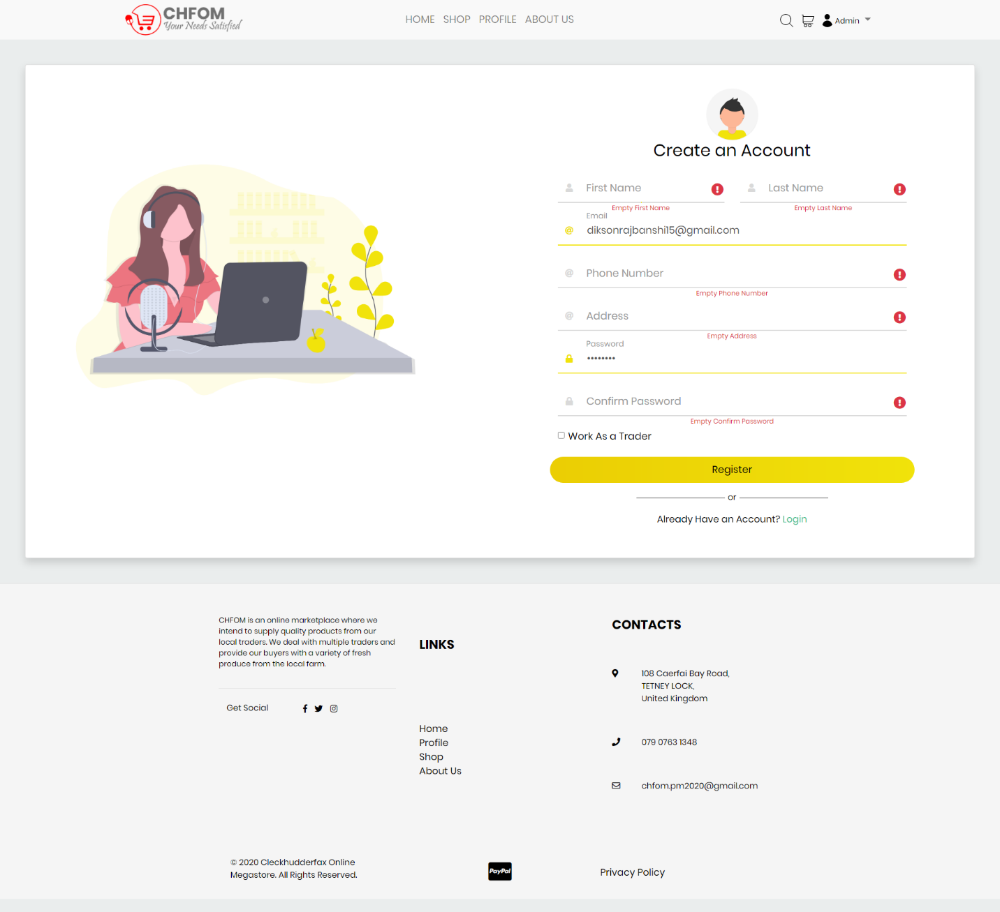 CHFOM
Your Needs Satisfied
HOME SHOP PROFILE ABOUT US
Admin
Create an Account
First Name
Last Name
Empty First Name
Empty Last Name
Email
diksonrajbanshi15@gmail.com
Phone Number
Empty Phone Number
Address
Empty Address
Password
••••••••
Confirm Password
Empty Confirm Password
Work As a Trader
Register
or
Already Have an Account? Login
CHFOM is an online marketplace where we
intend to supply quality products from our
local traders. We deal with multiple traders and
provide our buyers with a variety of fresh
produce from the local farm.
Get Social
LINKS
Home
Profile
Shop
About Us
CONTACTS
108 Caerfai Bay Road,
TETNEY LOCK,
United Kingdom
079 0763 1348
chfom.pm2020@gmail.com
© 2020 Cleckhudderfax Online
Megastore. All Rights Reserved.
PayPal
Privacy Policy